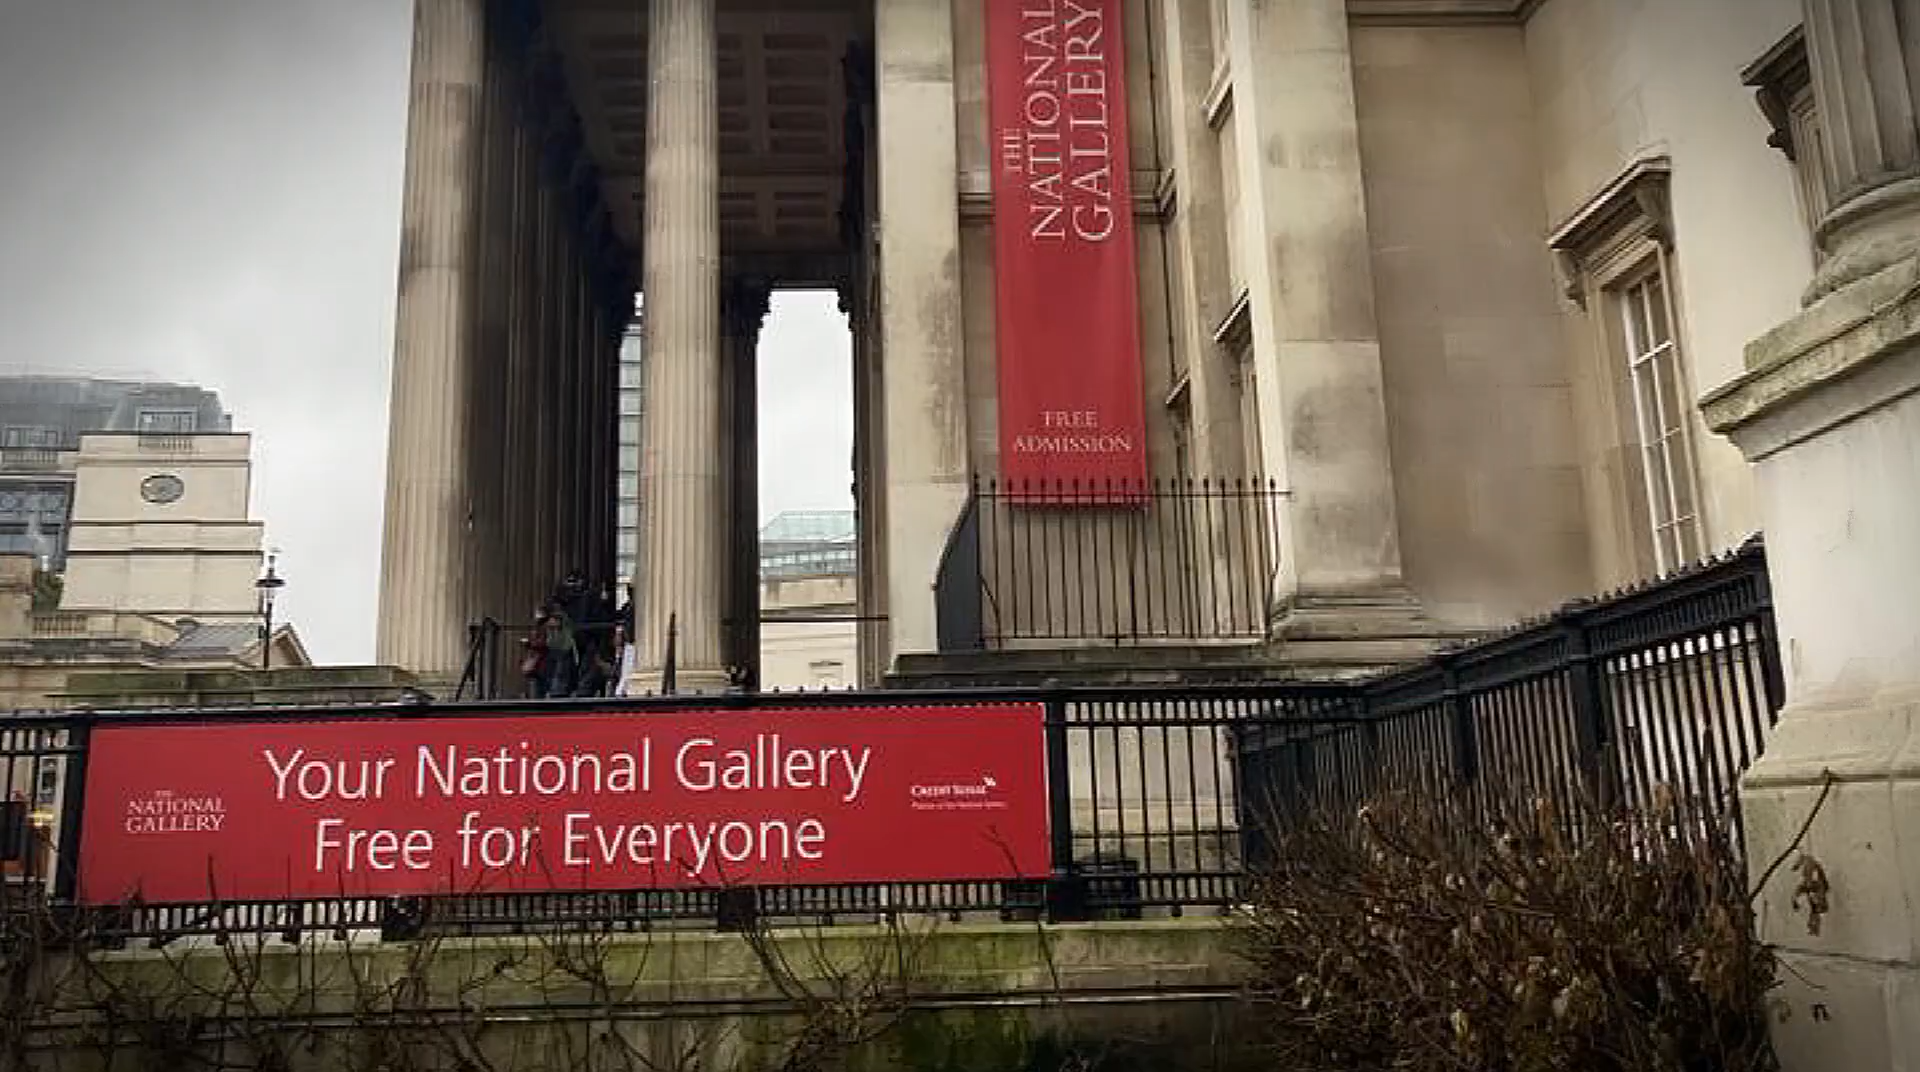 THE
NATIONAL
GALLERY
FREE
ADMISSION
THE
NATIONAL
GALLERY
Your National Gallery
Free for Everyone
CREDIT SUISSE